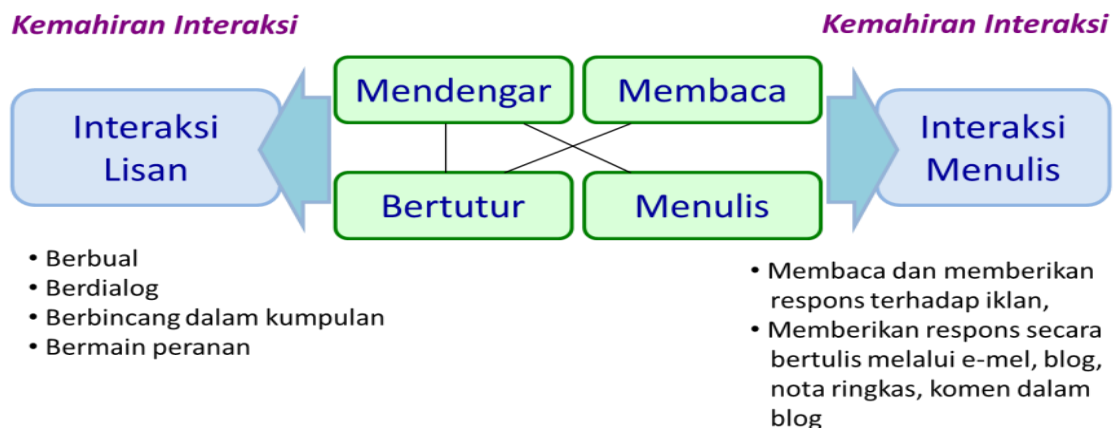 Kemahiran Interaksi
Kemahiran Interaksi
Mendengar
Membaca
Interaksi
Lisan
Interaksi
Menulis
Bertutur
Menulis
• Berbual
• Berdialog
• Berbincang dalam kumpulan
• Bermain peranan
• Membaca dan memberikan
respons terhadap iklan,
• Memberikan respons secara
bertulis melalui e-mel, blog,
nota ringkas, komen dalam
blog